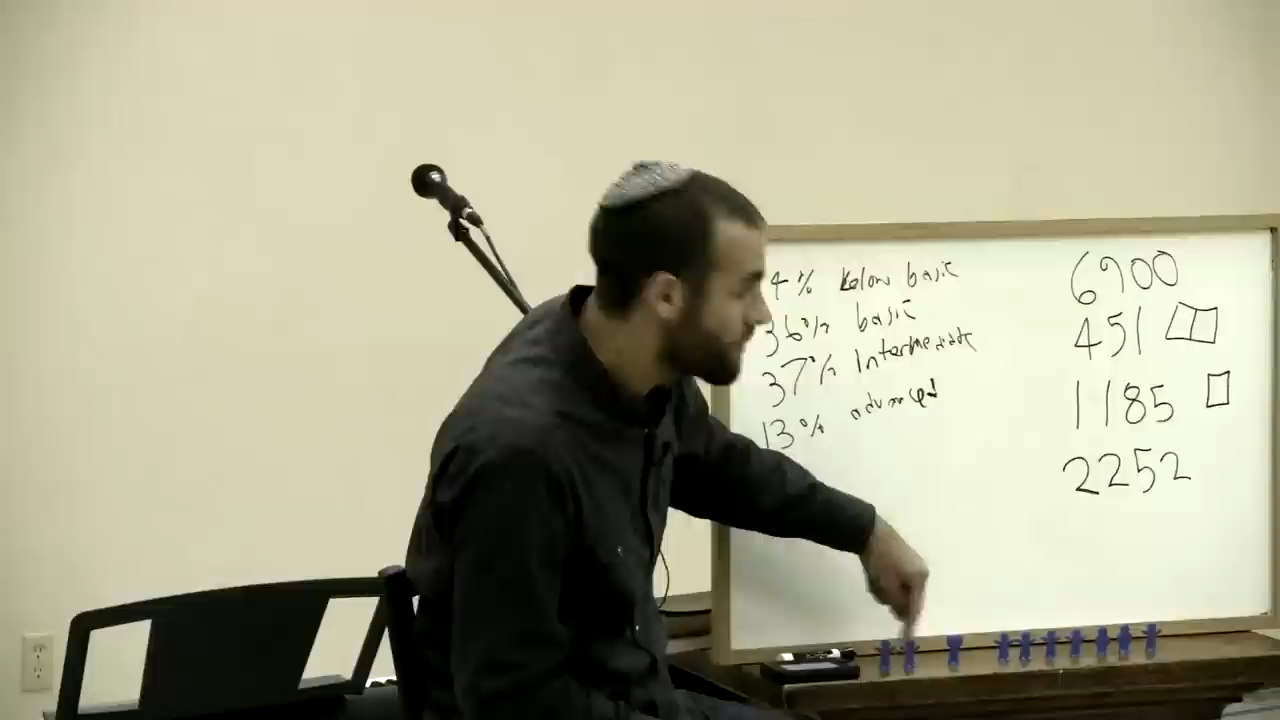 4% below basic
36% basic
37% Intermediate
13% advanced
6900
451
1185
2252